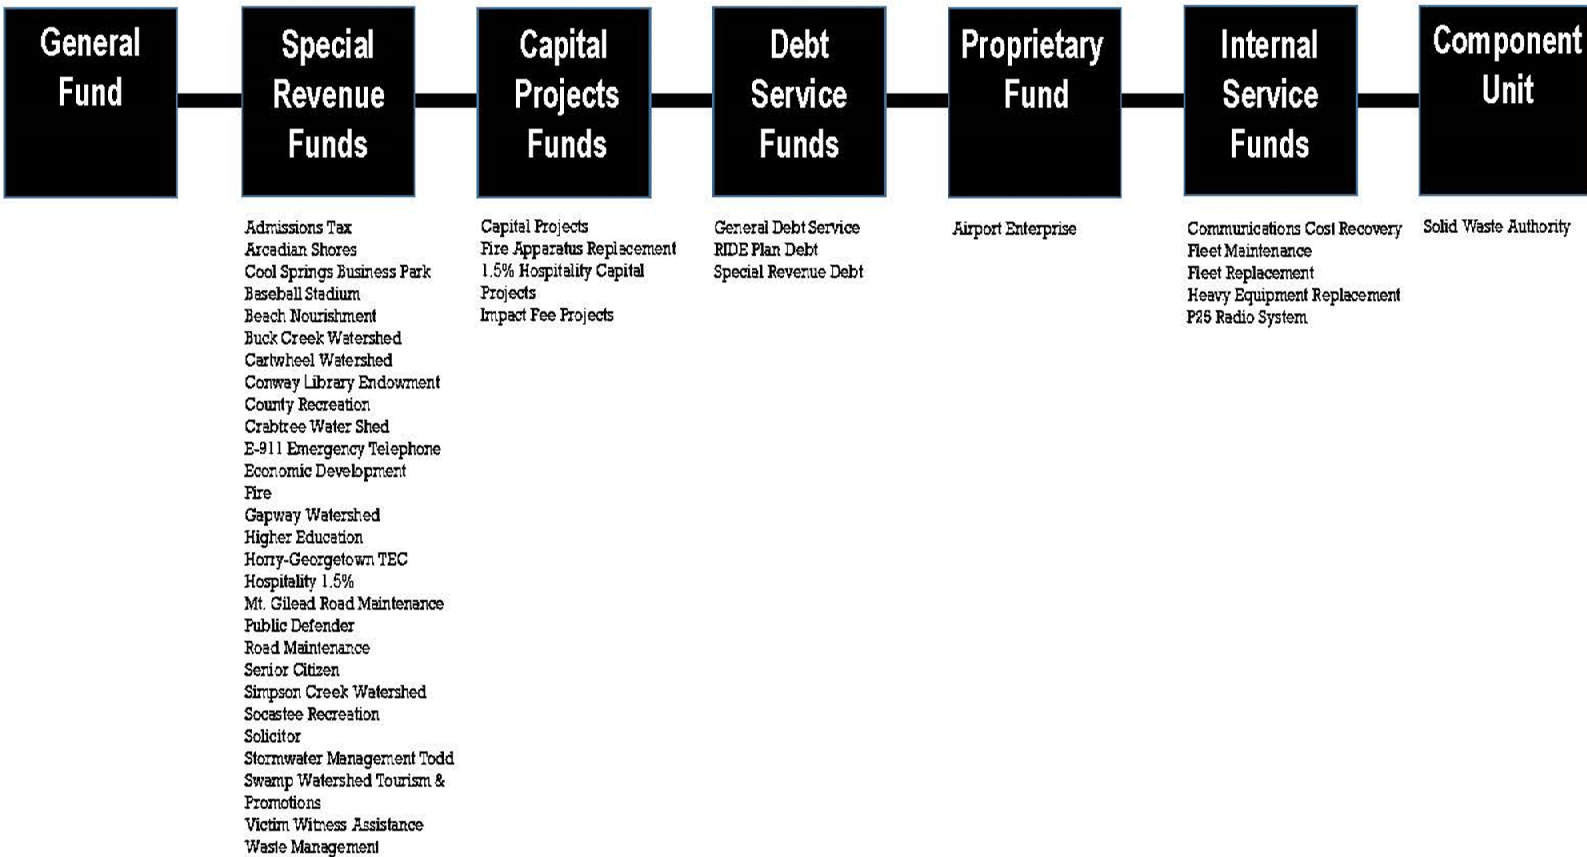 General
Fund
Special
Revenue
Funds
Capital
Projects
Funds
Debt
Service
Funds
Proprietary
Fund
Internal
Service
Funds
Component
Unit
Admissions Tax
Arcadian Shores
Cool Springs Business Park
Baseball Stadium
Beach Nourishment
Buck Creek Watershed
Cartwheel Watershed
Conway Library Endowment
County Recreation
Crabtree Water Shed
E-911 Emergency Telephone
Economic Development
Fire
Gapway Watershed
Higher Education
Horry-Georgetown TEC
Hospitality 1.5%
Mt. Gilead Road Maintenance
Public Defender
Road Maintenance
Senior Citizen
Simpson Creek Watershed
Socastee Recreation
Solicitor
Stormwater Management Todd
Swamp Watershed Tourism &
Promotions
Victim Witness Assistance
Waste Management
Capital Projects
Fire Apparatus Replacement
1.5% Hospitality Capital
Projects
Impact Fee Projects
General Debt Service
RIDE Plan Debt
Special Revenue Debt
Airport Enterprise
Communications Cost Recovery
Fleet Maintenance
Fleet Replacement
Heavy Equipment Replacement
P25 Radio System
Solid Waste Authority